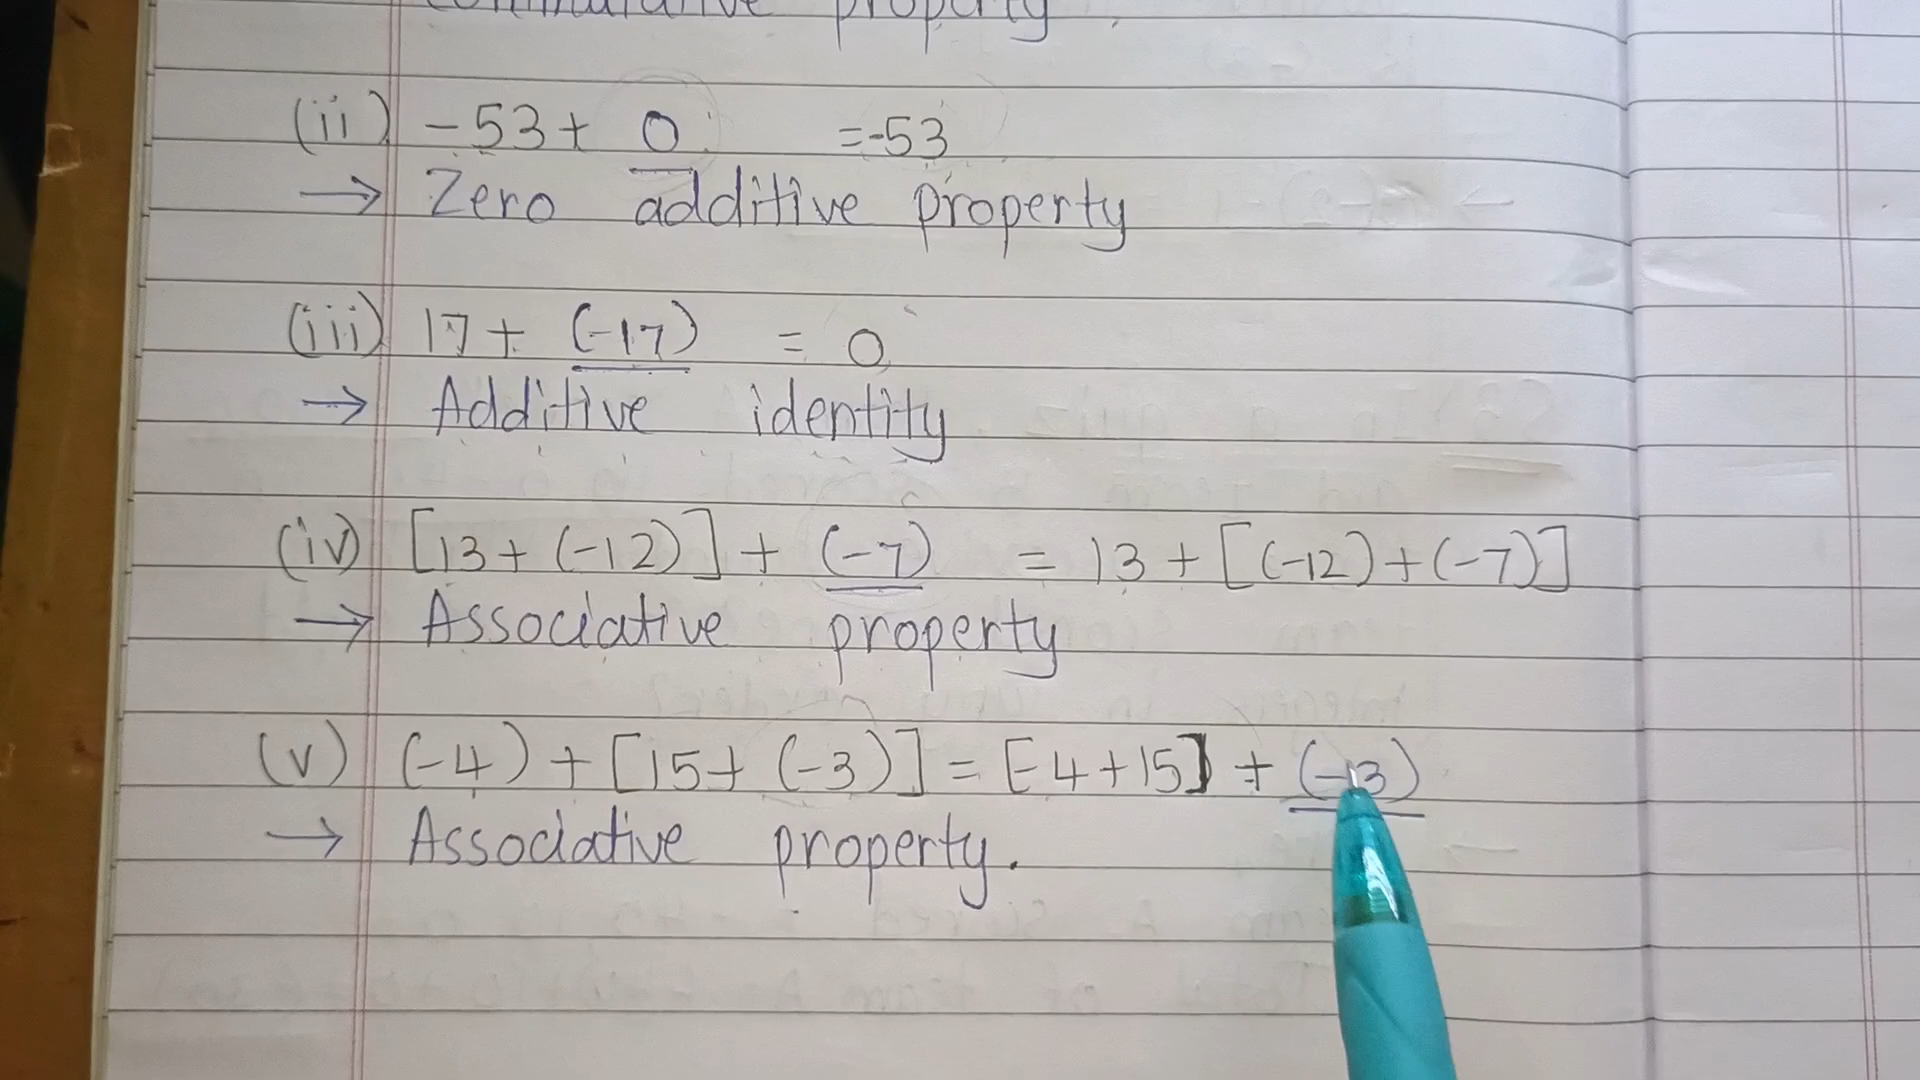 property
(ii) -53 + 0 = -53
→ Zero additive property
(iii) 17 + (-17) = 0
→ Additive identity
(iv) [13 + (-12)] + (-7) = 13 + [(-12) + (-7)]
→ Associative property
(v) (-4) + [15 + (-3)] = [-4 + 15] + (-3)
→ Associative property.